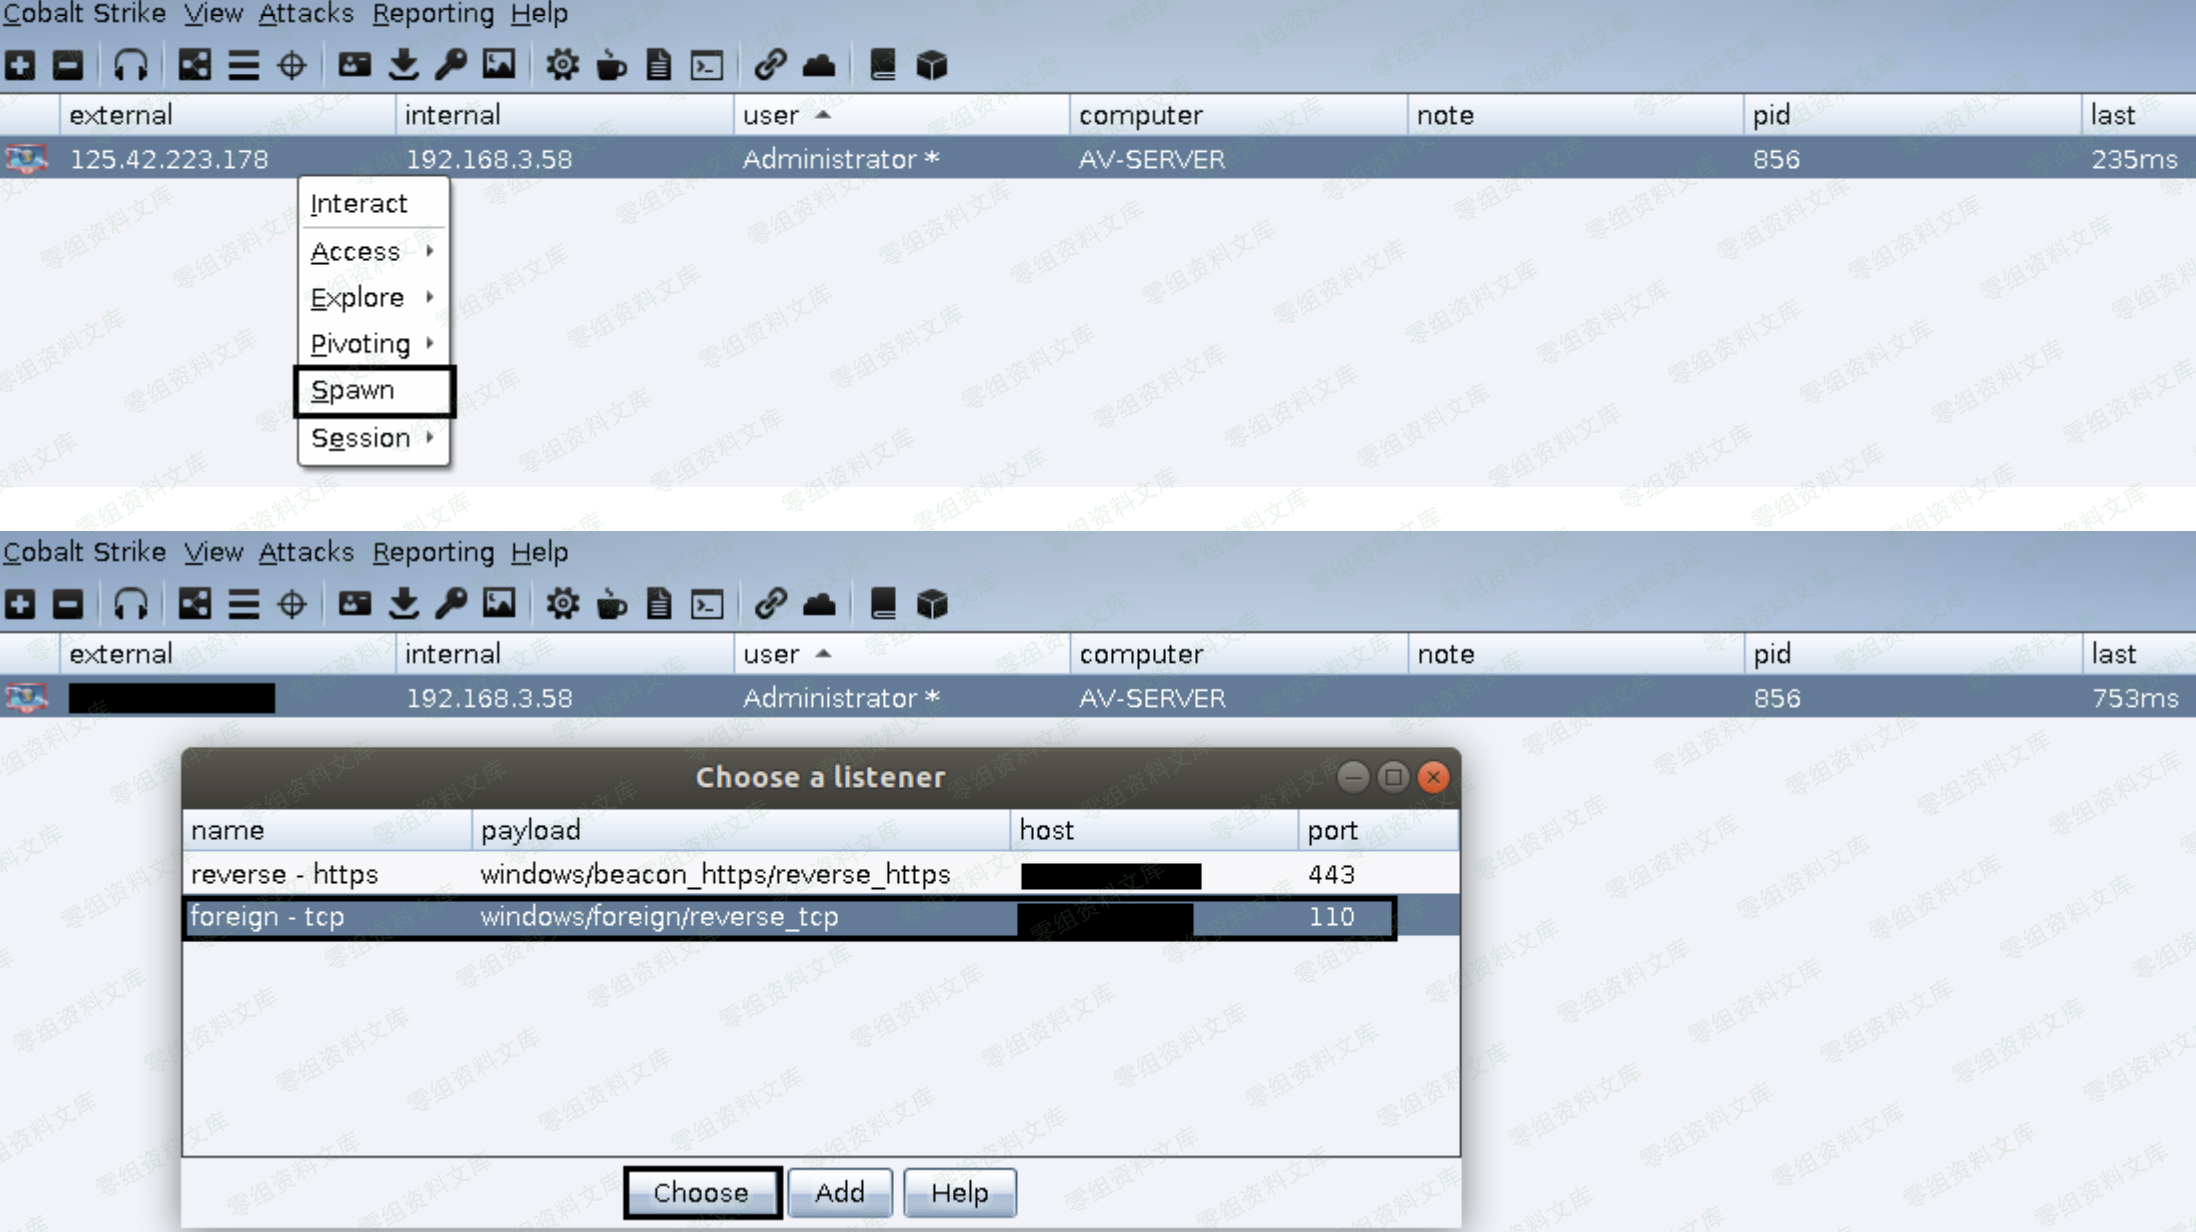 Cobalt Strike View Attacks Reporting Help
external internal user computer note pid last
125.42.223.178 192.168.3.58 Administrator * AV-SERVER 856 235ms
Interact
Access
Explore
Pivoting
Spawn
Session
Cobalt Strike View Attacks Reporting Help
external internal user computer note pid last
192.168.3.58 Administrator * AV-SERVER 856 753ms
Choose a listener
name payload host port
reverse - https windows/beacon_https/reverse_https 443
foreign - tcp windows/foreign/reverse_tcp 110
Choose Add Help
零组资料文库